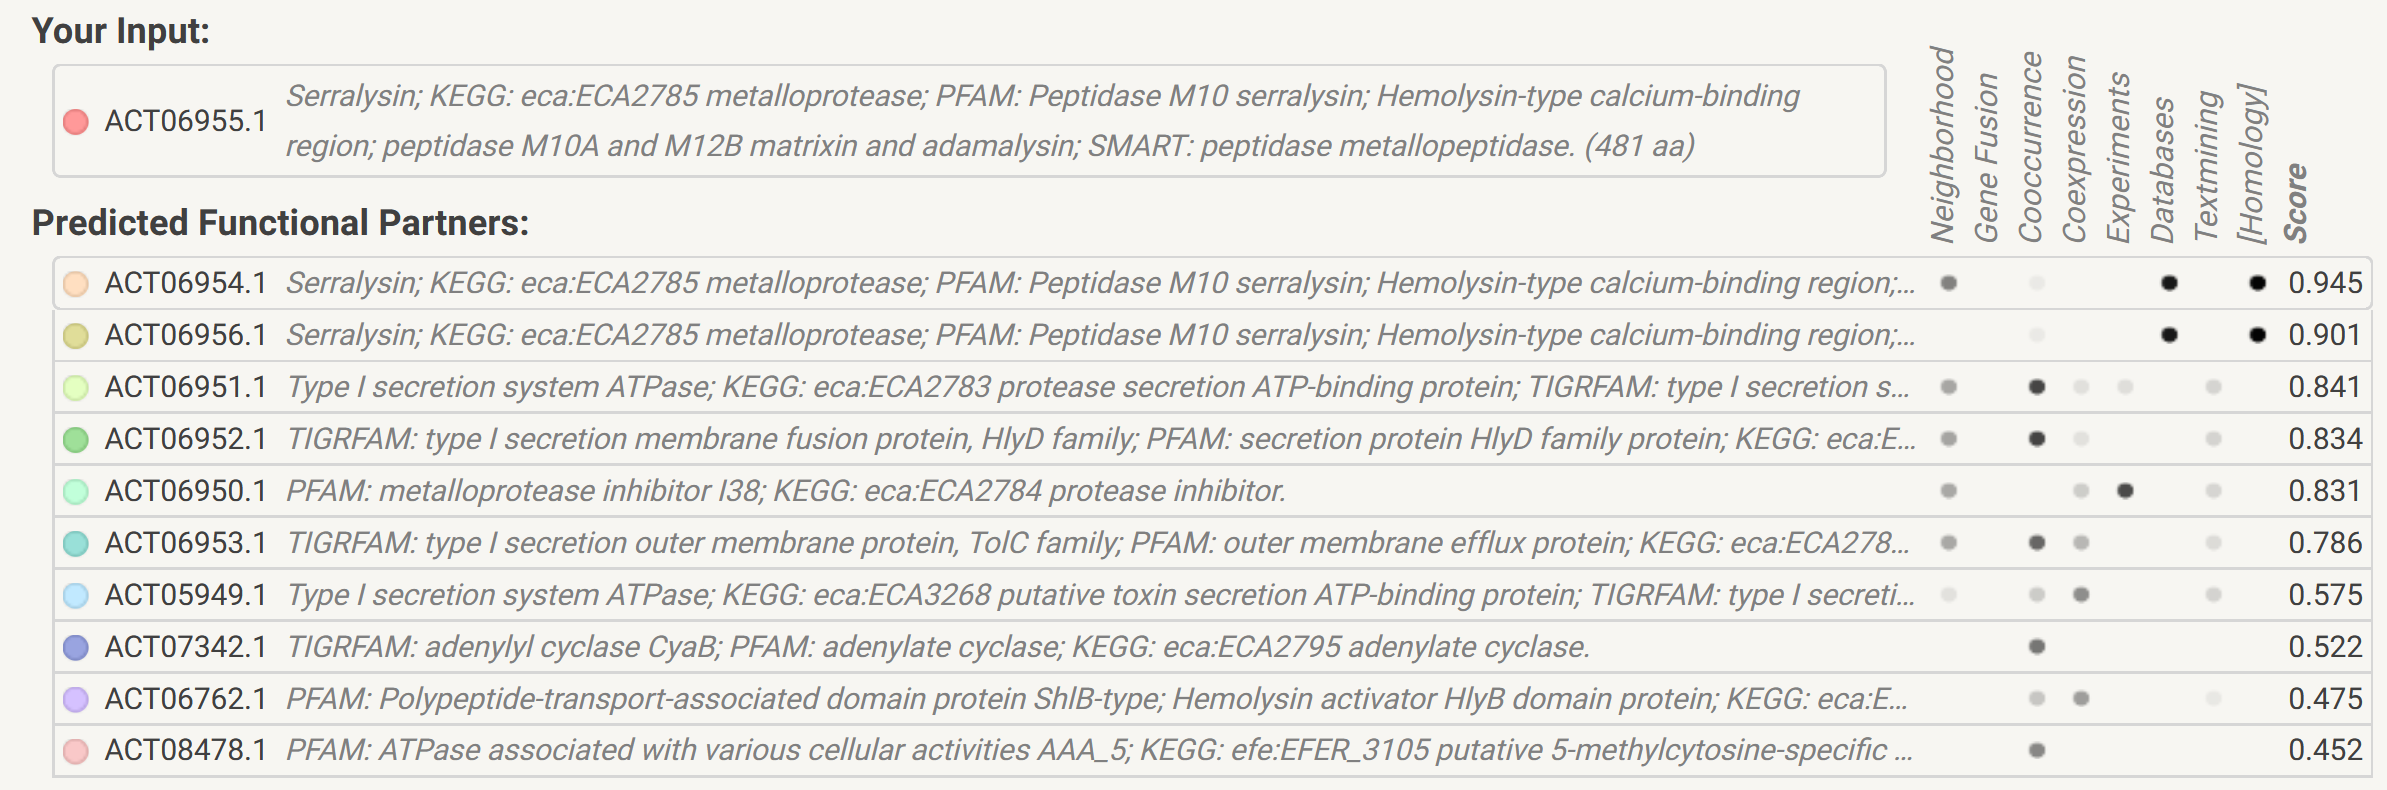 Your Input:
ACT06955.1 Serralysin; KEGG: eca:ECA2785 metalloprotease; PFAM: Peptidase M10 serralysin; Hemolysin-type calcium-binding
region; peptidase M10A and M12B matrixin and adamalysin; SMART: peptidase metallopeptidase. (481 aa)
Neighborhood
Gene Fusion
Cooccurrence
Coexpression
Experiments
Databases
Textmining
[Homology]
Score
Predicted Functional Partners:
ACT06954.1 Serralysin; KEGG: eca:ECA2785 metalloprotease; PFAM: Peptidase M10 serralysin; Hemolysin-type calcium-binding region;... 0.945
ACT06956.1 Serralysin; KEGG: eca:ECA2785 metalloprotease; PFAM: Peptidase M10 serralysin; Hemolysin-type calcium-binding region;... 0.901
ACT06951.1 Type I secretion system ATPase; KEGG: eca:ECA2783 protease secretion ATP-binding protein; TIGRFAM: type I secretion s... 0.841
ACT06952.1 TIGRFAM: type I secretion membrane fusion protein, HlyD family; PFAM: secretion protein HlyD family protein; KEGG: eca:E... 0.834
ACT06950.1 PFAM: metalloprotease inhibitor I38; KEGG: eca:ECA2784 protease inhibitor. 0.831
ACT06953.1 TIGRFAM: type I secretion outer membrane protein, TolC family; PFAM: outer membrane efflux protein; KEGG: eca:ECA278... 0.786
ACT05949.1 Type I secretion system ATPase; KEGG: eca:ECA3268 putative toxin secretion ATP-binding protein; TIGRFAM: type I secreti... 0.575
ACT07342.1 TIGRFAM: adenylyl cyclase CyaB; PFAM: adenylate cyclase; KEGG: eca:ECA2795 adenylate cyclase. 0.522
ACT06762.1 PFAM: Polypeptide-transport-associated domain protein ShlB-type; Hemolysin activator HlyB domain protein; KEGG: eca:E... 0.475
ACT08478.1 PFAM: ATPase associated with various cellular activities AAA_5; KEGG: efe:EFER_3105 putative 5-methylcytosine-specific ... 0.452